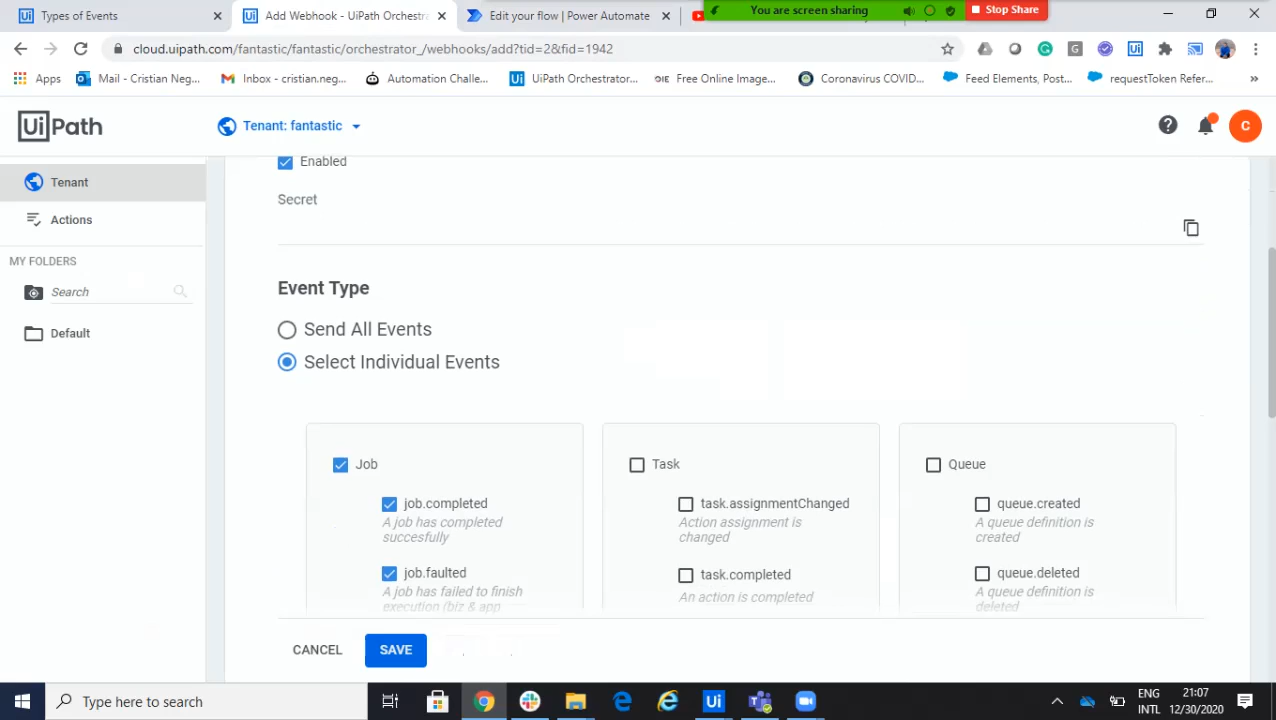 Types of Events
Add Webhook - UiPath Orchestra
Edit your flow | Power Automate
You are screen sharing
Stop Share
cloud.uipath.com/fantastic/fantastic/orchestrator_/webhooks/add?tid=2&fid=1942
Apps
Mail - Cristian Neg...
Inbox - cristian.neg...
Automation Challe...
UiPath Orchestrator...
Free Online Image...
Coronavirus COVID...
Feed Elements, Post...
requestToken Refer...
»
UiPath
Tenant: fantastic
C
Tenant
Actions
MY FOLDERS
Search
Default
Enabled
Secret
Event Type
Send All Events
Select Individual Events
Job
job.completed
A job has completed
succesfully
job.faulted
A job has failed to finish
execution (biz & app
Task
task.assignmentChanged
Action assignment is
changed
task.completed
An action is completed
Queue
queue.created
A queue definition is
created
queue.deleted
A queue definition is
deleted
CANCEL
SAVE
Type here to search
ENG
INTL
21:07
12/30/2020